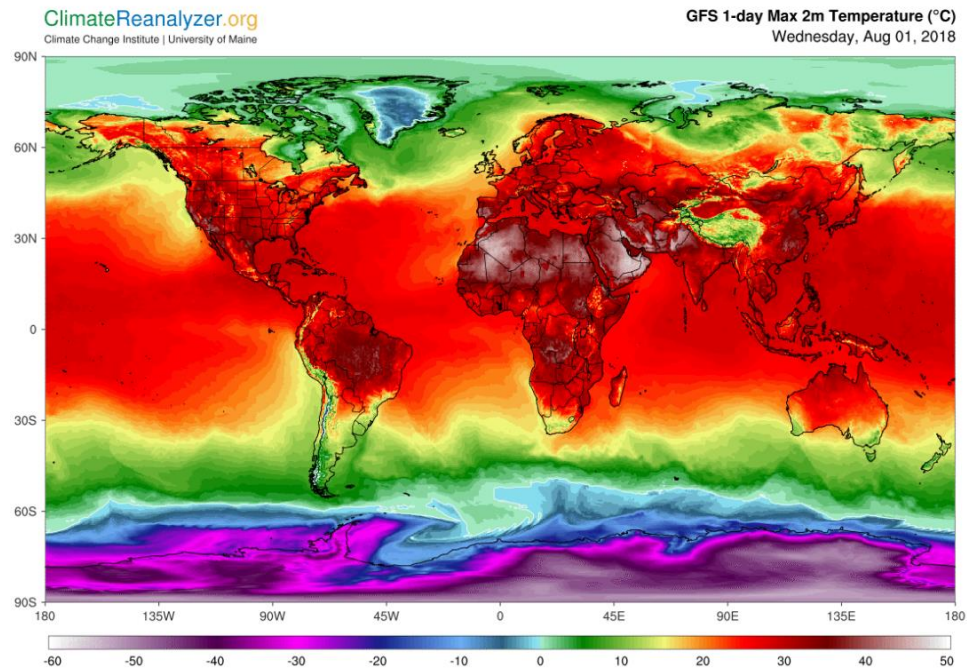 ClimateReanalyzer.org
Climate Change Institute | University of Maine
GFS 1-day Max 2m Temperature (°C)
Wednesday, Aug 01, 2018
90N
60N
30N
0
30S
60S
90S
180 135W 90W 45W 0 45E 90E 135E 180
-60 -50 -40 -30 -20 -10 0 10 20 30 40 50